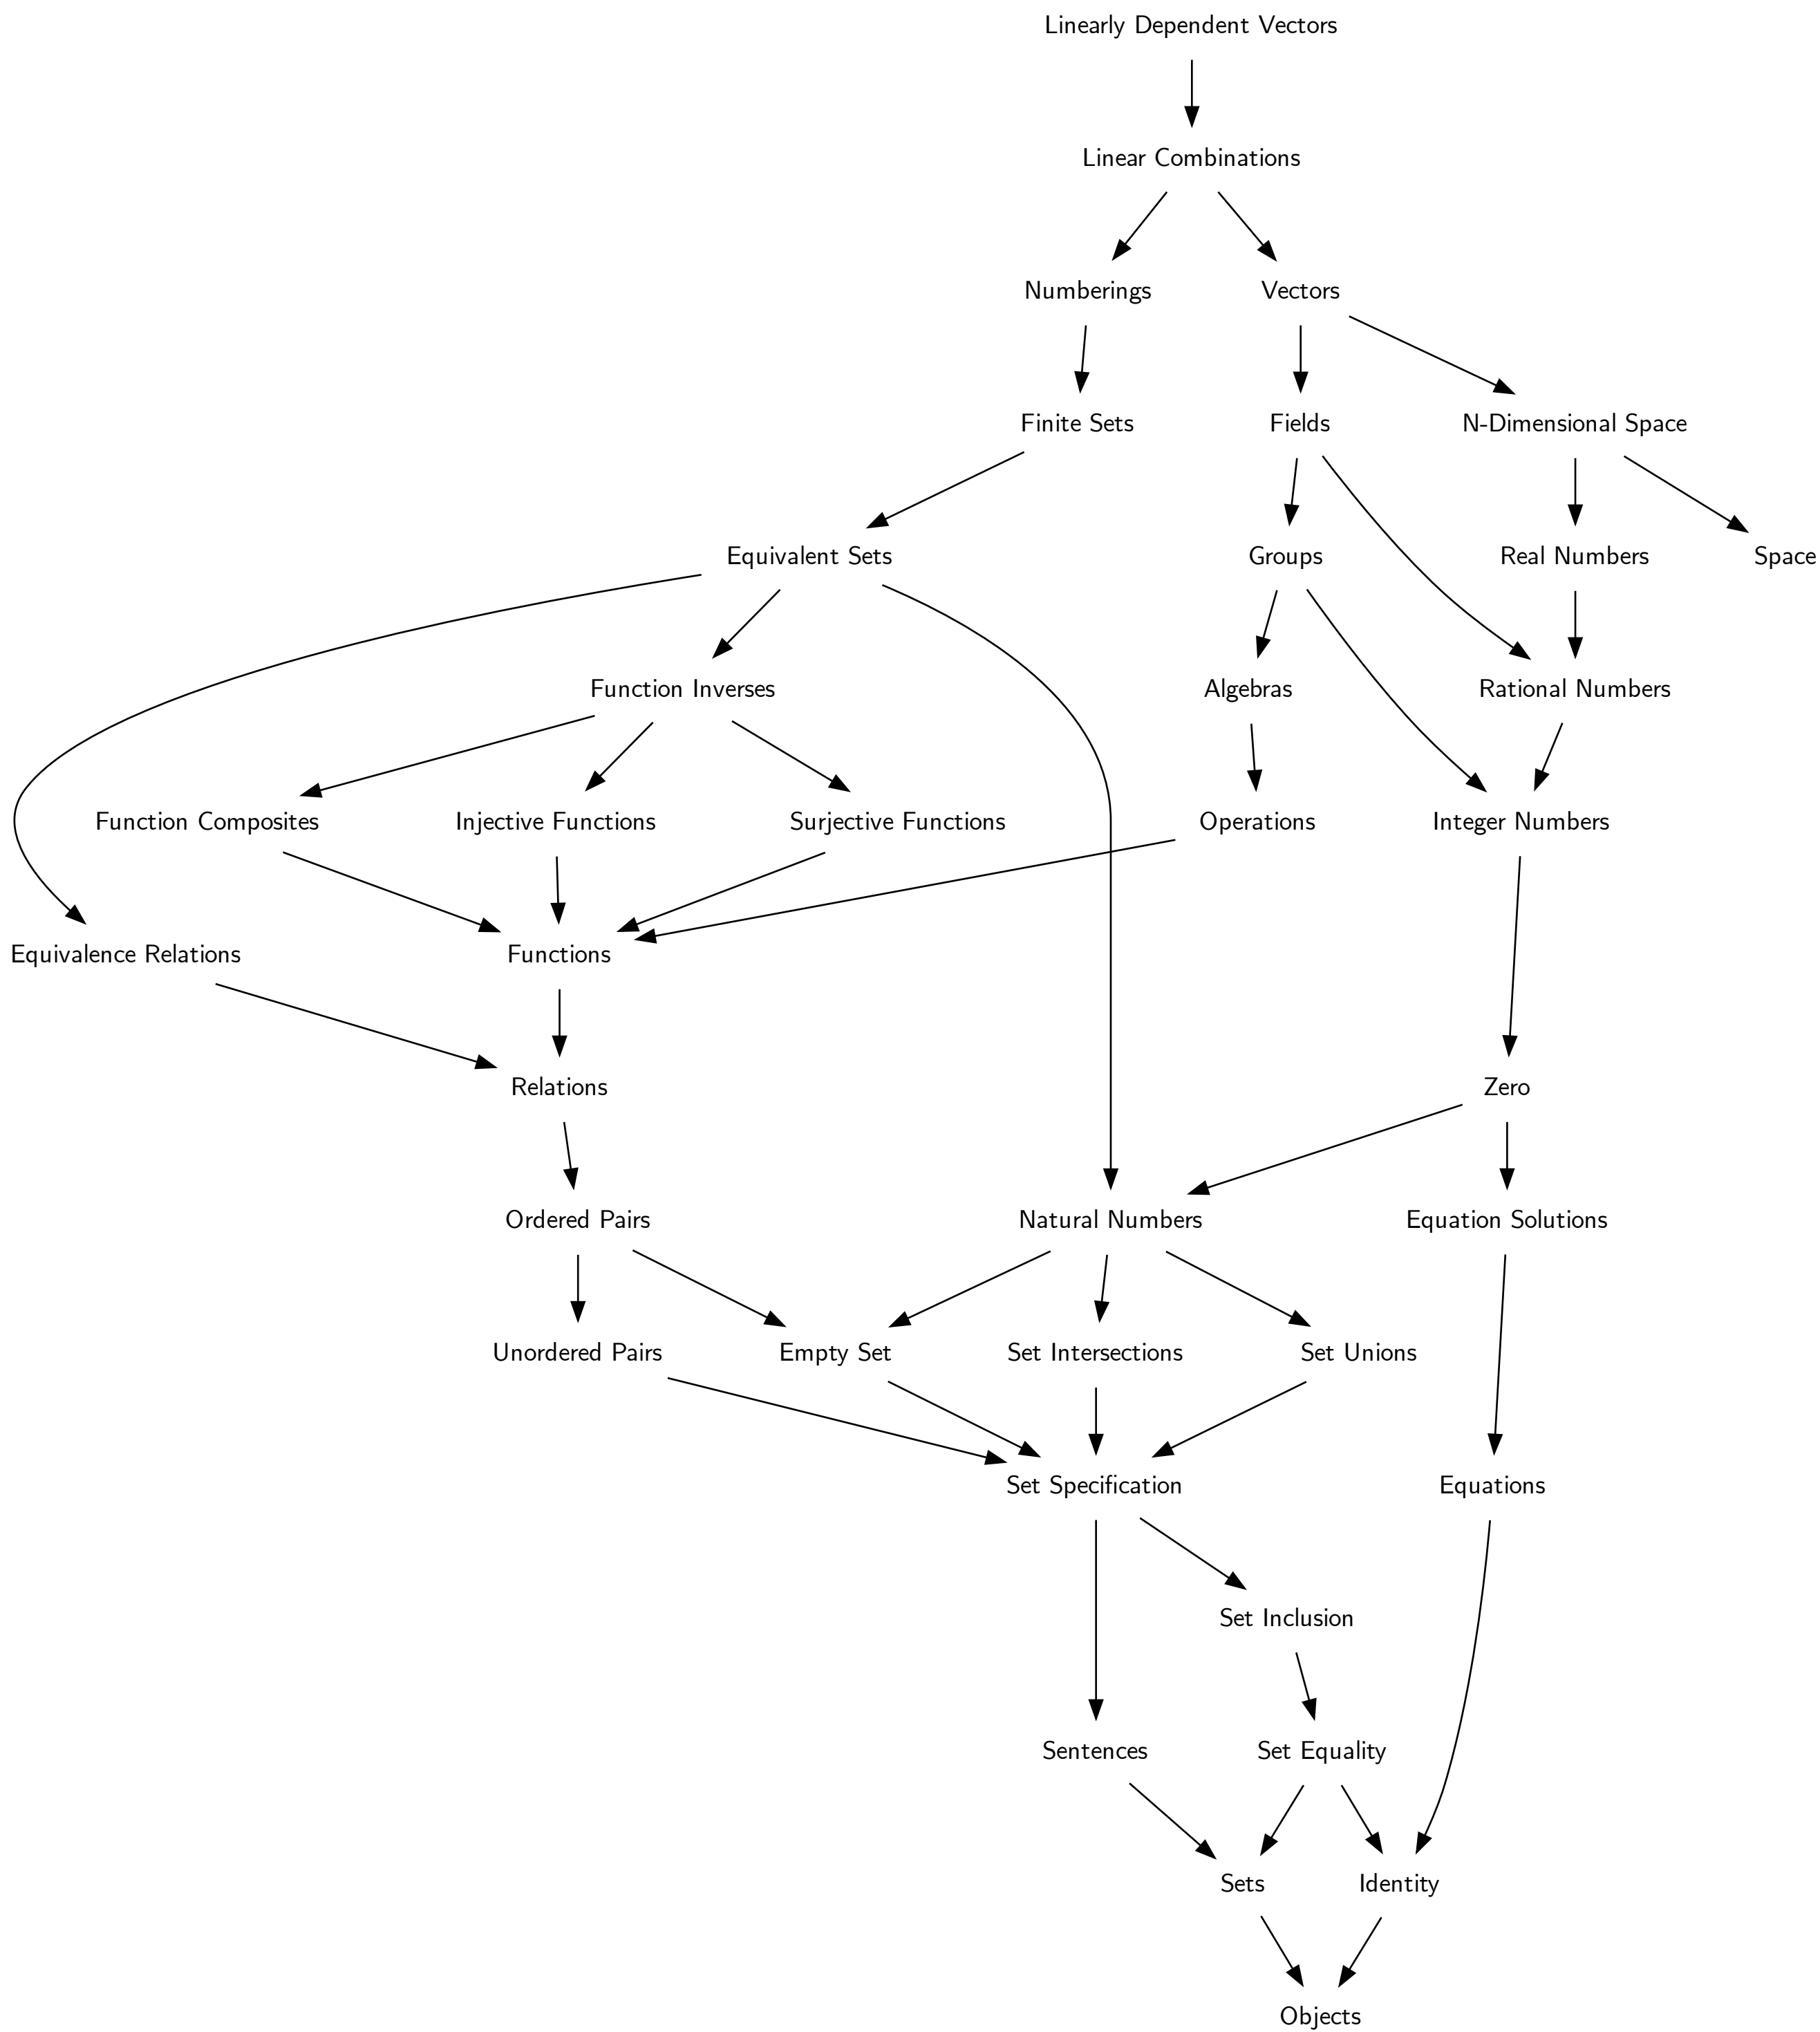 Linearly Dependent Vectors
Linear Combinations
Numberings
Vectors
Finite Sets
Fields
N-Dimensional Space
Equivalent Sets
Groups
Real Numbers
Space
Function Inverses
Algebras
Rational Numbers
Function Composites
Injective Functions
Surjective Functions
Operations
Integer Numbers
Equivalence Relations
Functions
Relations
Zero
Ordered Pairs
Natural Numbers
Equation Solutions
Unordered Pairs
Empty Set
Set Intersections
Set Unions
Set Specification
Equations
Set Inclusion
Sentences
Set Equality
Sets
Identity
Objects